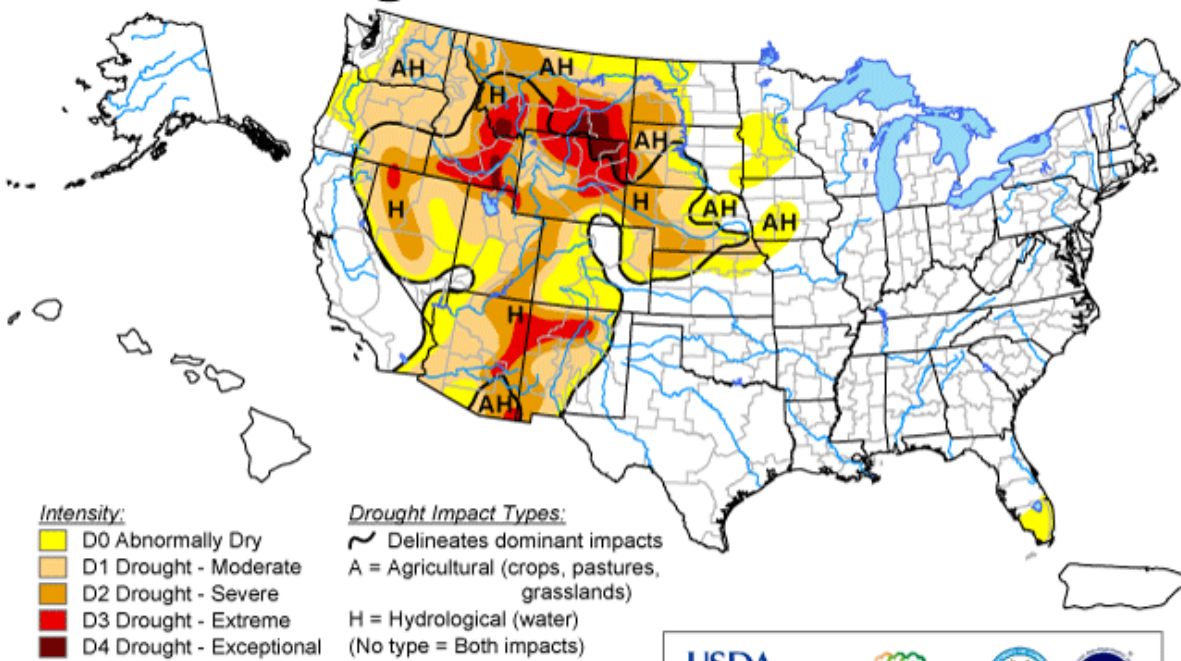 AH
AH
H
AH
H
AH
H
AH
H
AH
Intensity:
D0 Abnormally Dry
D1 Drought - Moderate
D2 Drought - Severe
D3 Drought - Extreme
D4 Drought - Exceptional
Drought Impact Types:
Delineates dominant impacts
A = Agricultural (crops, pastures,
grasslands)
H = Hydrological (water)
(No type = Both impacts)
USDA